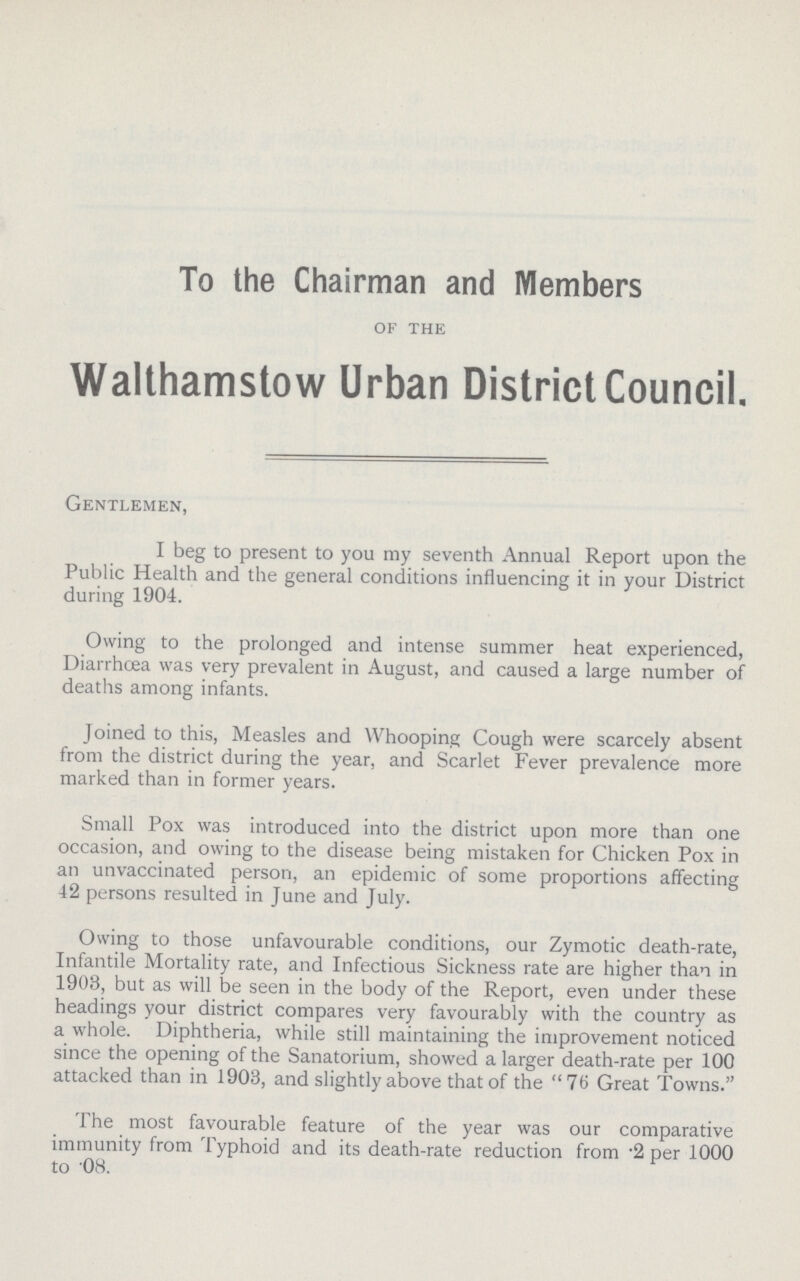 To the Chairman and Members
OF THE
Walthamstow Urban District Council.
GENTLEMEN,
I beg to present to you my seventh Annual Report upon the
Public Health and the general conditions influencing it in your District
during 1904.
Owing to the prolonged and intense summer heat experienced,
Diarrhœa was very prevalent in August, and caused a large number of
deaths among infants.
Joined to this, Measles and Whooping Cough were scarcely absent
from the district during the year, and Scarlet Fever prevalence more
marked than in former years.
Small Pox was introduced into the district upon more than one
occasion, and owing to the disease being mistaken for Chicken Pox in
an unvaccinated person, an epidemic of some proportions affecting
42 persons resulted in June and July.
Owing to those unfavourable conditions, our Zymotic death-rate,
Infantile Mortality rate, and Infectious Sickness rate are higher than in
1903, but as will be seen in the body of the Report, even under these
headings your district compares very favourably with the country as
a whole. Diphtheria, while still maintaining the improvement noticed
since the opening of the Sanatorium, showed a larger death-rate per 100
attacked than in 1903, and slightly above that of the "76 Great Towns."
The most favourable feature of the year was our comparative
immunity from Typhoid and its death-rate reduction from ·2 per 1000
to ·08.